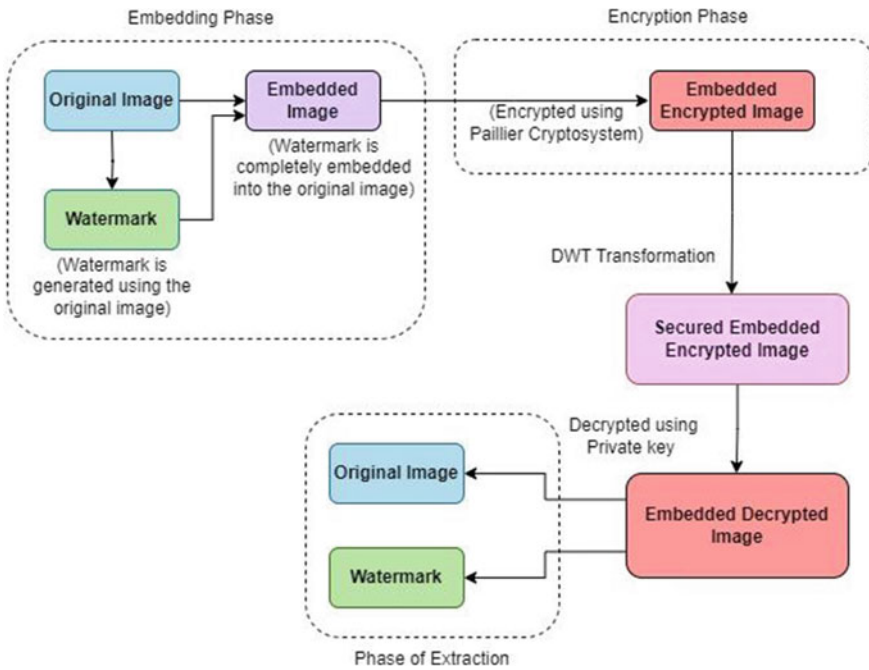 Embedding Phase
Encryption Phase
Original Image
Embedded
Image
(Watermark is
completely embedded
into the original image)
Watermark
(Watermark is
generated using the
original image)
(Encrypted using
Paillier Cryptosystem)
Embedded
Encrypted Image
DWT Transformation
Secured Embedded
Encrypted Image
Decrypted using
Private key
Embedded Decrypted
Image
Original Image
Watermark
Phase of Extraction